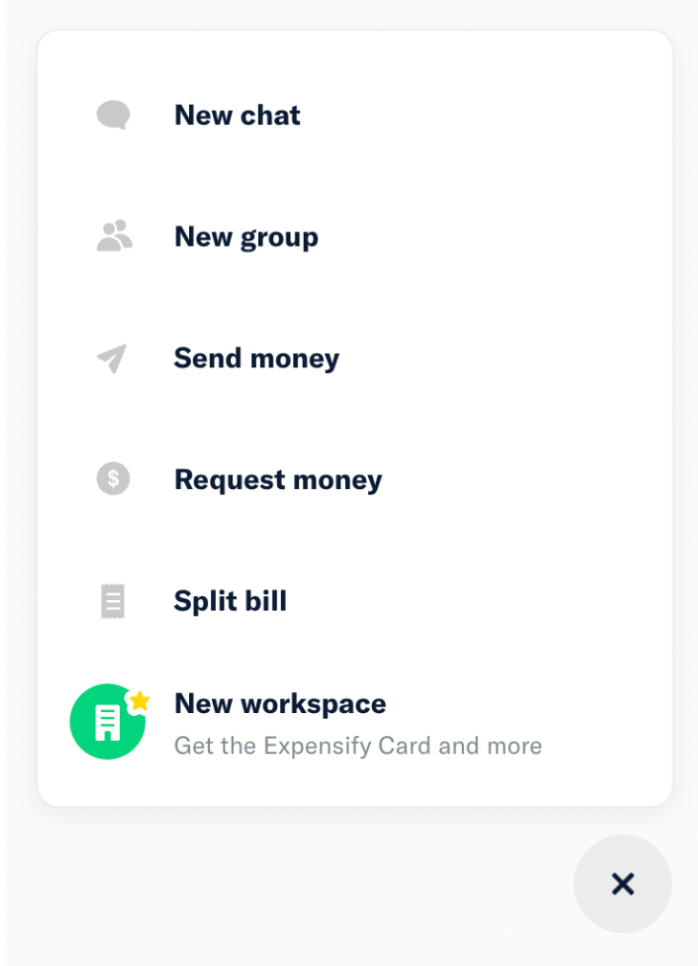 New chat
New group
Send money
$
Request money
Split bill
New workspace
Get the Expensify Card and more